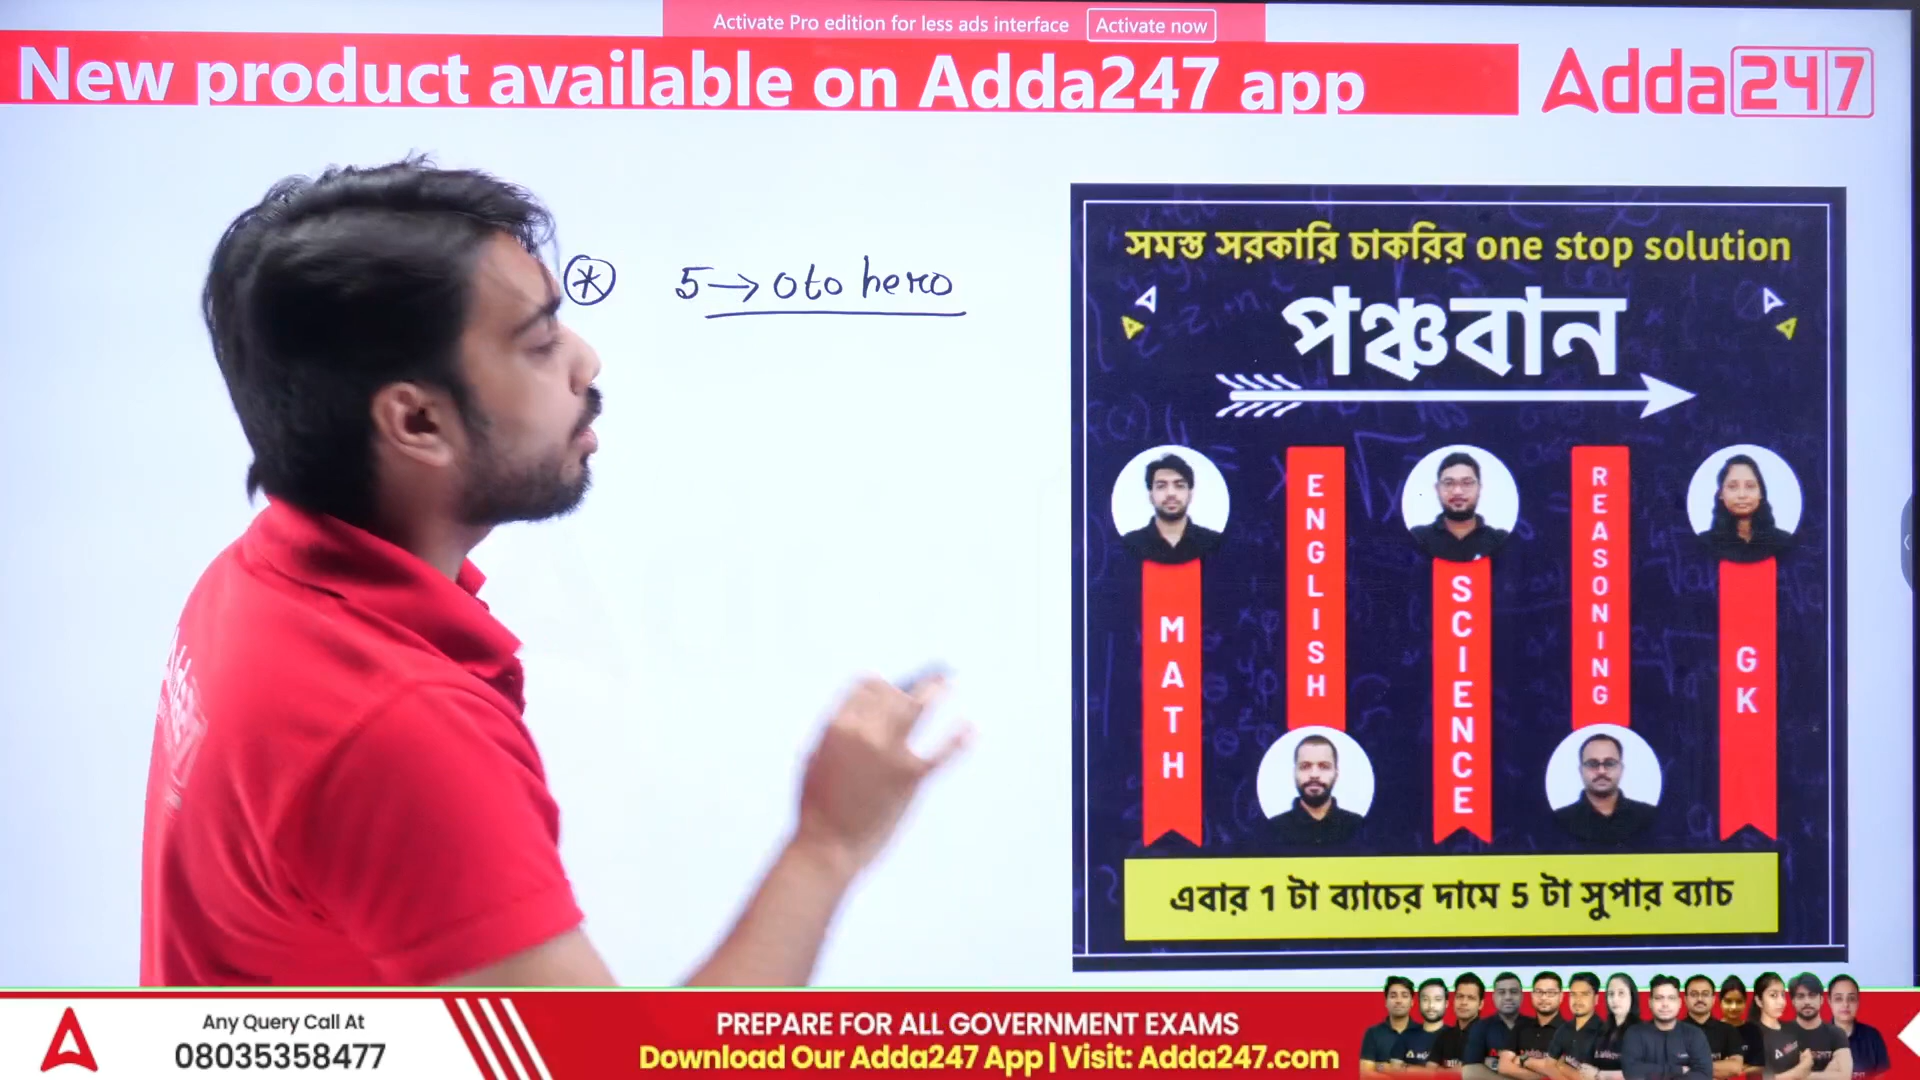 Activate Pro edition for less ads interface Activate now
New product available on Adda247 app
Adda247
* 5 → 0 to hero
সমস্ত সরকারি চাকরির one stop solution
পঞ্চবান
MATH
ENGLISH
SCIENCE
REASONING
GK
এবার 1 টা ব্যাচের দামে 5 টা সুপার ব্যাচ
Any Query Call At
08035358477
PREPARE FOR ALL GOVERNMENT EXAMS
Download Our Adda247 App | Visit: Adda247.com